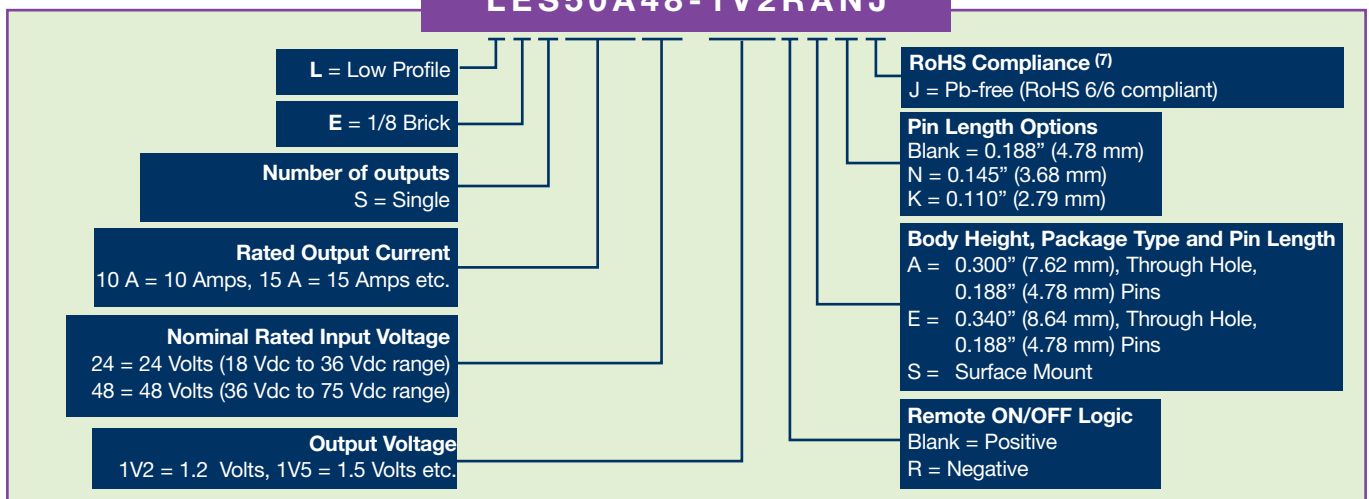 LES50A48-1V2RANJ
L = Low Profile
E = 1/8 Brick
Number of outputs
S = Single
Rated Output Current
10 A = 10 Amps, 15 A = 15 Amps etc.
Nominal Rated Input Voltage
24 = 24 Volts (18 Vdc to 36 Vdc range)
48 = 48 Volts (36 Vdc to 75 Vdc range)
Output Voltage
1V2 = 1.2 Volts, 1V5 = 1.5 Volts etc.
RoHS Compliance (7)
J = Pb-free (RoHS 6/6 compliant)
Pin Length Options
Blank = 0.188” (4.78 mm)
N = 0.145” (3.68 mm)
K = 0.110” (2.79 mm)
Body Height, Package Type and Pin Length
A = 0.300” (7.62 mm), Through Hole,
0.188” (4.78 mm) Pins
E = 0.340” (8.64 mm), Through Hole,
0.188” (4.78 mm) Pins
S = Surface Mount
Remote ON/OFF Logic
Blank = Positive
R = Negative